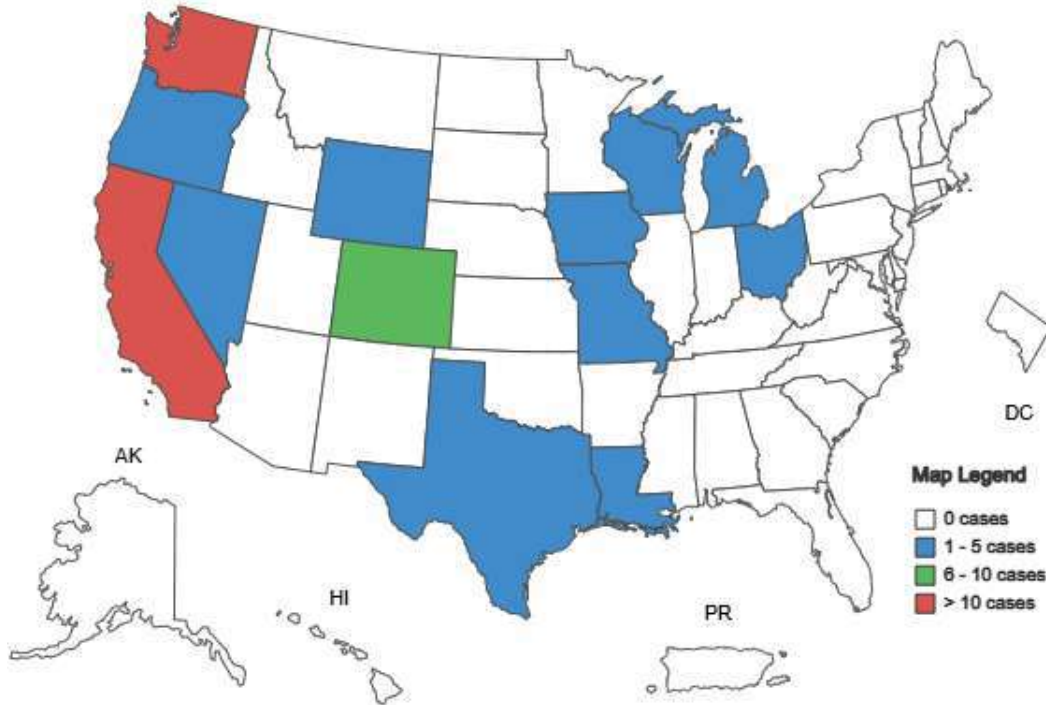 AK
HI
PR
DC
Map Legend
0 cases
1 - 5 cases
6 - 10 cases
> 10 cases